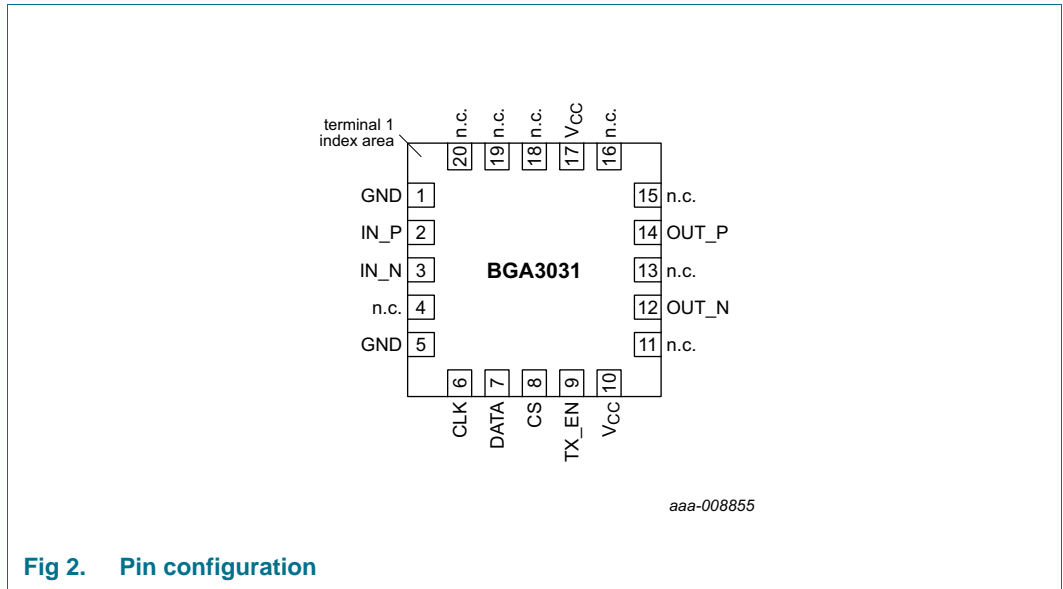 terminal 1
index area
20 n.c.
19 n.c.
18 n.c.
17 VCC
16 n.c.
GND 1
IN_P 2
IN_N 3
n.c. 4
GND 5
BGA3031
15 n.c.
14 OUT_P
13 n.c.
12 OUT_N
11 n.c.
6 CLK
7 DATA
8 CS
9 TX_EN
10 VCC
aaa-008855
Fig 2. Pin configuration